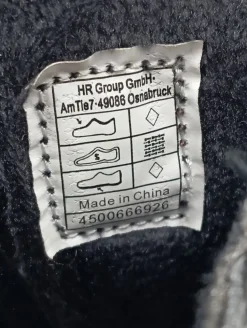 HR Group GmbH·
AmTie7·49086 Osnabruck
Made in China
4500666926